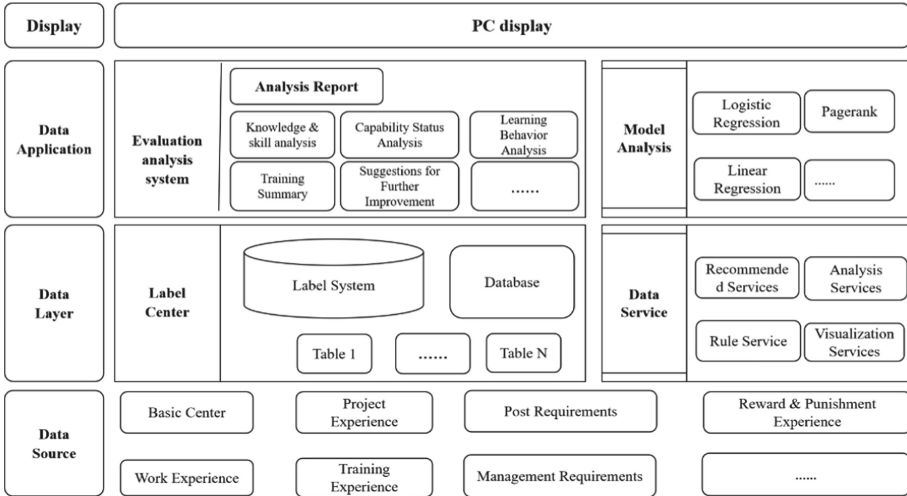 Display
PC display
Data
Application
Evaluation
analysis
system
Analysis Report
Knowledge &
skill analysis
Capability Status
Analysis
Learning
Behavior
Analysis
Training
Summary
Suggestions for
Further
Improvement
......
Model
Analysis
Logistic
Regression
Pagerank
Linear
Regression
......
Data
Layer
Label
Center
Label System
Database
Table 1
......
Table N
Data
Service
Recommende
d Services
Analysis
Services
Rule Service
Visualization
Services
Data
Source
Basic Center
Project
Experience
Post Requirements
Reward & Punishment
Experience
Work Experience
Training
Experience
Management Requirements
......